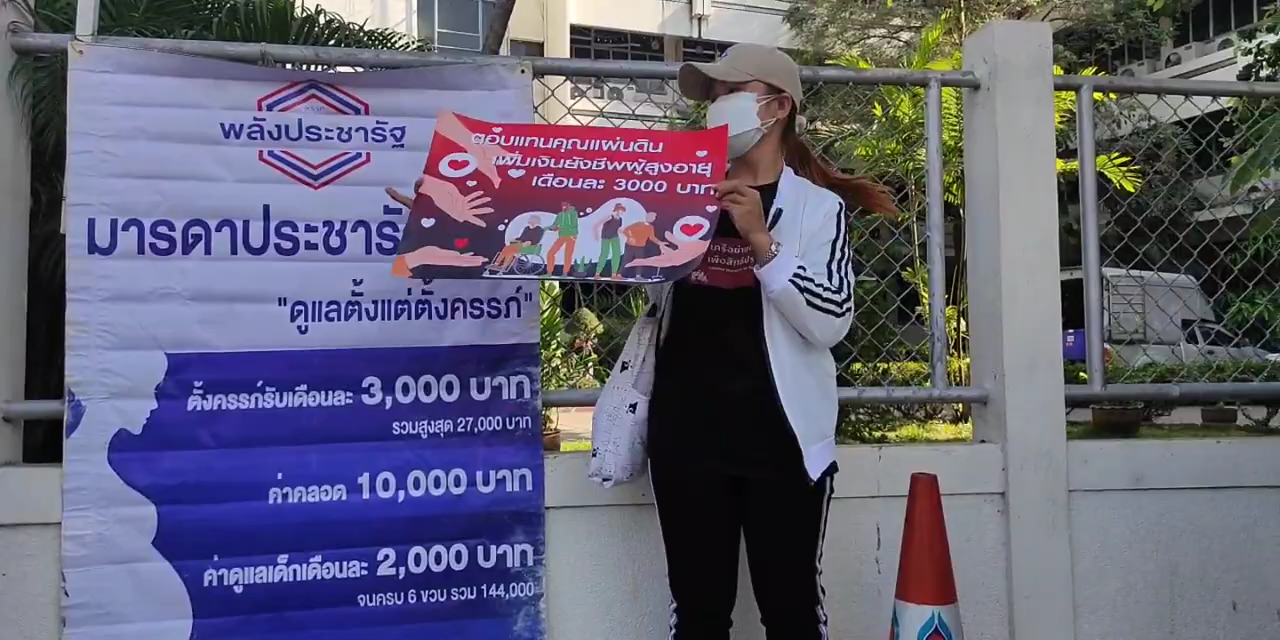 พลังประชารัฐ
มารดาประชารั
"ดูแลตั้งแต่ตั้งครรภ์"
ตั้งครรภ์รับเดือนละ 3,000 บาท
รวมสูงสุด 27,000 บาท
ค่าคลอด 10,000 บาท
ค่าดูแลเด็กเดือนละ 2,000 บาท
จนครบ 6 ขวบ รวม 144,000
ตอบแทนคุณแผ่นดิน
เพิ่มเงินยังชีพผู้สูงอายุ
เดือนละ 3000 บาท